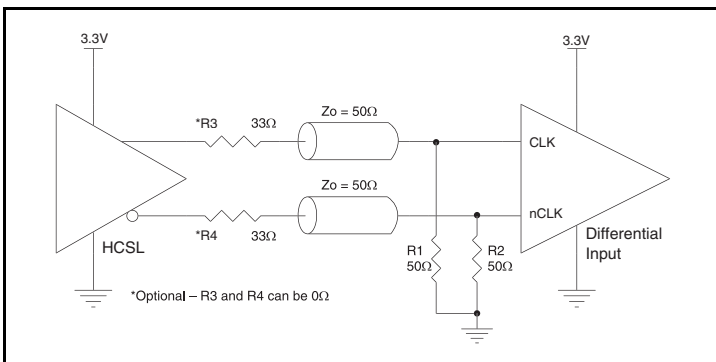 3.3V
3.3V
*R3 33Ω
Zo = 50Ω
CLK
Zo = 50Ω
nCLK
*R4 33Ω
HCSL
R1
50Ω
R2
50Ω
Differential
Input
*Optional – R3 and R4 can be 0Ω